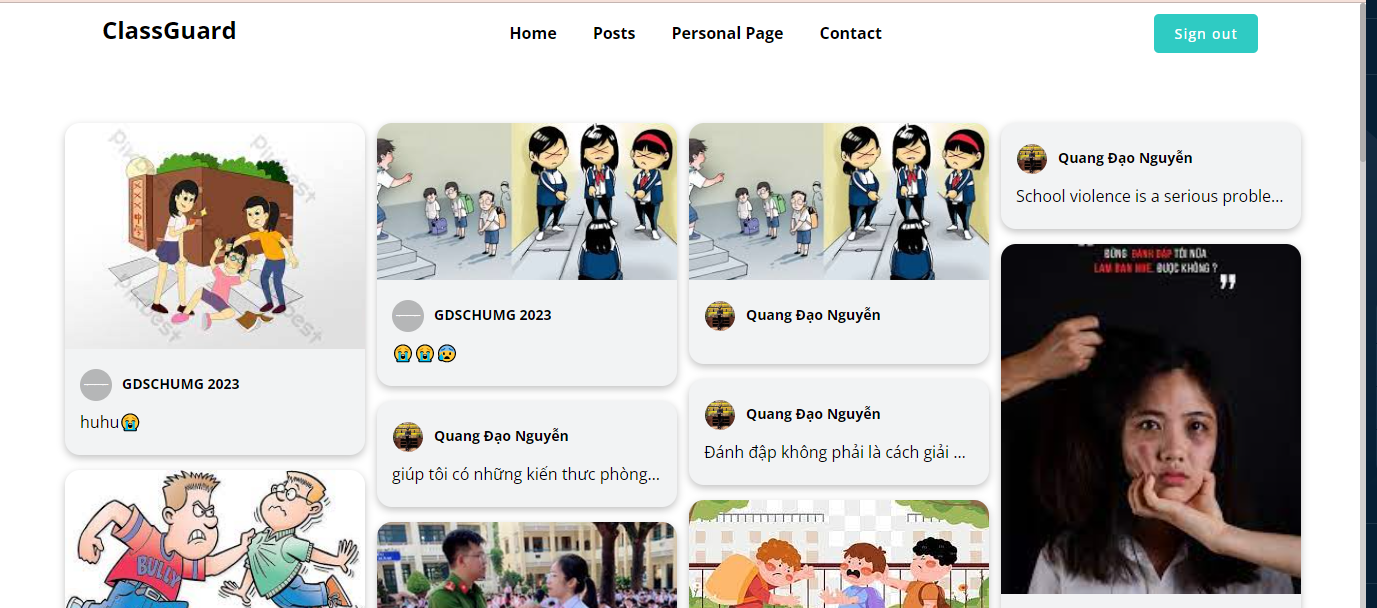 ClassGuard
Home
Posts
Personal Page
Contact
Sign out
GDSCHUMG 2023
huhu😭
BULLY
GDSCHUMG 2023
😭😭😰
Quang Đạo Nguyễn
giúp tôi có những kiến thưc phòng...
Quang Đạo Nguyễn
Quang Đạo Nguyễn
Đánh đập không phải là cách giải ...
Quang Đạo Nguyễn
School violence is a serious proble...
ĐỪNG ĐÁNH ĐẬP TÔI NỮA
LÀM BẠN NHÉ, ĐƯỢC KHÔNG ?